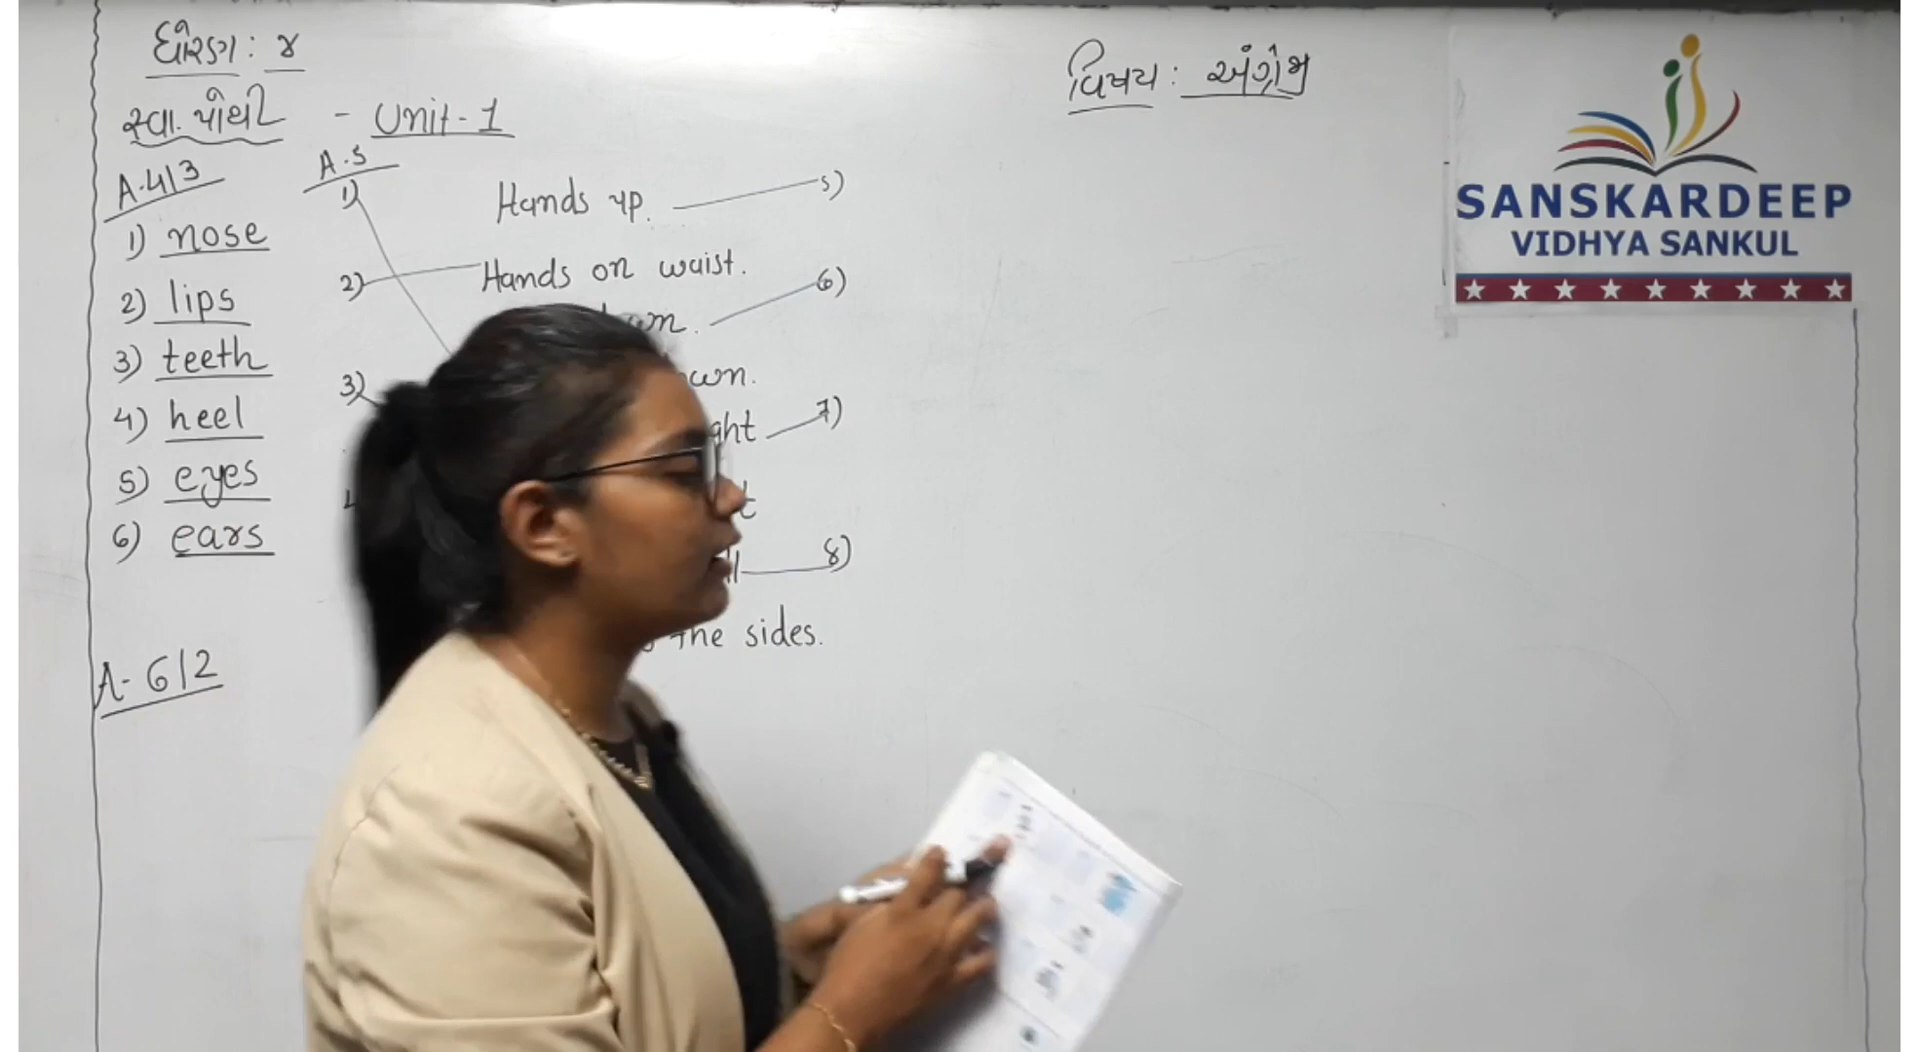 ધોરણ : ૪
વિષય : અંગ્રેજી
સ્વા. પોથી - Unit - 1
A.4|3
1) nose
2) lips
3) teeth
4) heel
5) eyes
6) ears
A.5
1)
Hands up. 5)
2) Hands on waist.
6)
3)
7)
8)
the sides.
A- 6|2
SANSKARDEEP
VIDHYA SANKUL